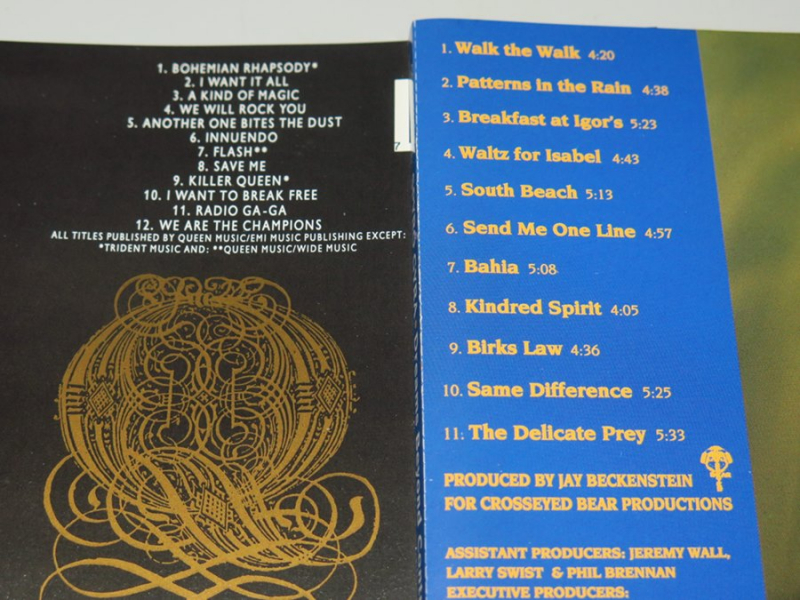 1. BOHEMIAN RHAPSODY*
2. I WANT IT ALL
3. A KIND OF MAGIC
4. WE WILL ROCK YOU
5. ANOTHER ONE BITES THE DUST
6. INNUENDO
7. FLASH**
8. SAVE ME
9. KILLER QUEEN*
10. I WANT TO BREAK FREE
11. RADIO GA-GA
12. WE ARE THE CHAMPIONS
ALL TITLES PUBLISHED BY QUEEN MUSIC/EMI MUSIC PUBLISHING EXCEPT:
*TRIDENT MUSIC AND: **QUEEN MUSIC/WIDE MUSIC
7
1. Walk the Walk 4:20
2. Patterns in the Rain 4:38
3. Breakfast at Igor's 5:23
4. Waltz for Isabel 4:43
5. South Beach 5:13
6. Send Me One Line 4:57
7. Bahia 5:08
8. Kindred Spirit 4:05
9. Birks Law 4:36
10. Same Difference 5:25
11. The Delicate Prey 5:33
PRODUCED BY JAY BECKENSTEIN
FOR CROSSEYED BEAR PRODUCTIONS
ASSISTANT PRODUCERS: JEREMY WALL,
LARRY SWIST & PHIL BRENNAN
EXECUTIVE PRODUCERS: